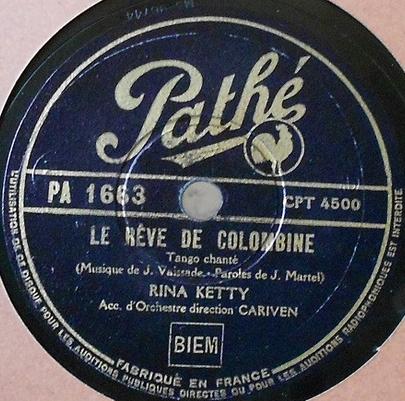 Pathé
PA 1663
CPT 4500
LE RÊVE DE COLOMBINE
Tango chanté
(Musique de J. Vaissade - Paroles de J. Martel)
RINA KETTY
Acc. d'Orchestre direction CARIVEN
BIEM
FABRIQUÉ EN FRANCE
L'UTILISATION DE CE DISQUE POUR LES AUDITIONS PUBLIQUES DIRECTES OU POUR LES AUDITIONS RADIOPHONIQUES EST INTERDITE